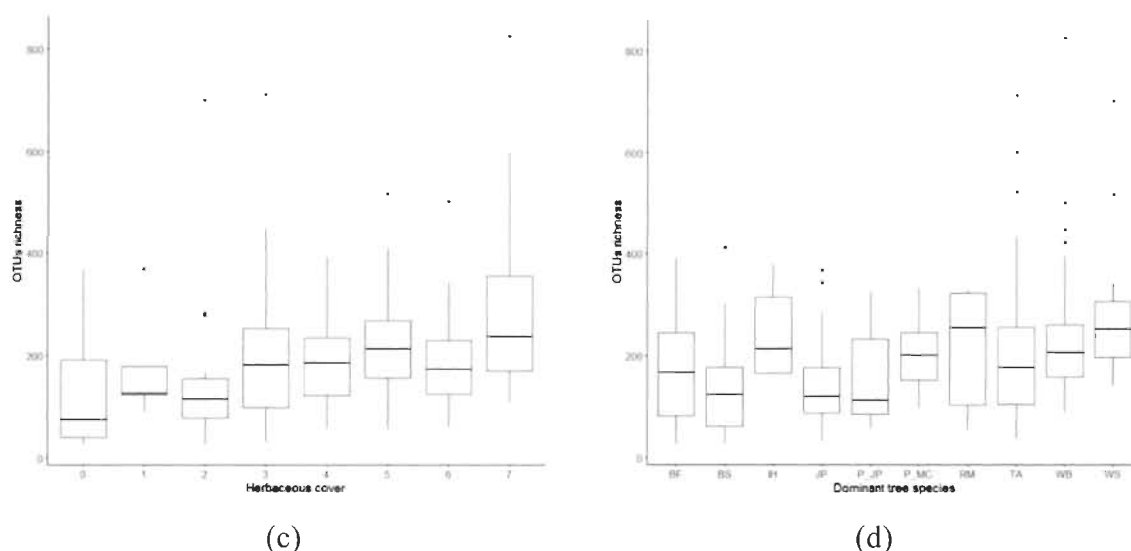 800
600
400
200
0
OTUs richness
0 1 2 3 4 5 6 7
Herbaceous cover
(c)
800
600
400
200
0
OTUs richness
BF BS IH JP P_JP P_MC RM TA WB WS
Dominant tree species
(d)